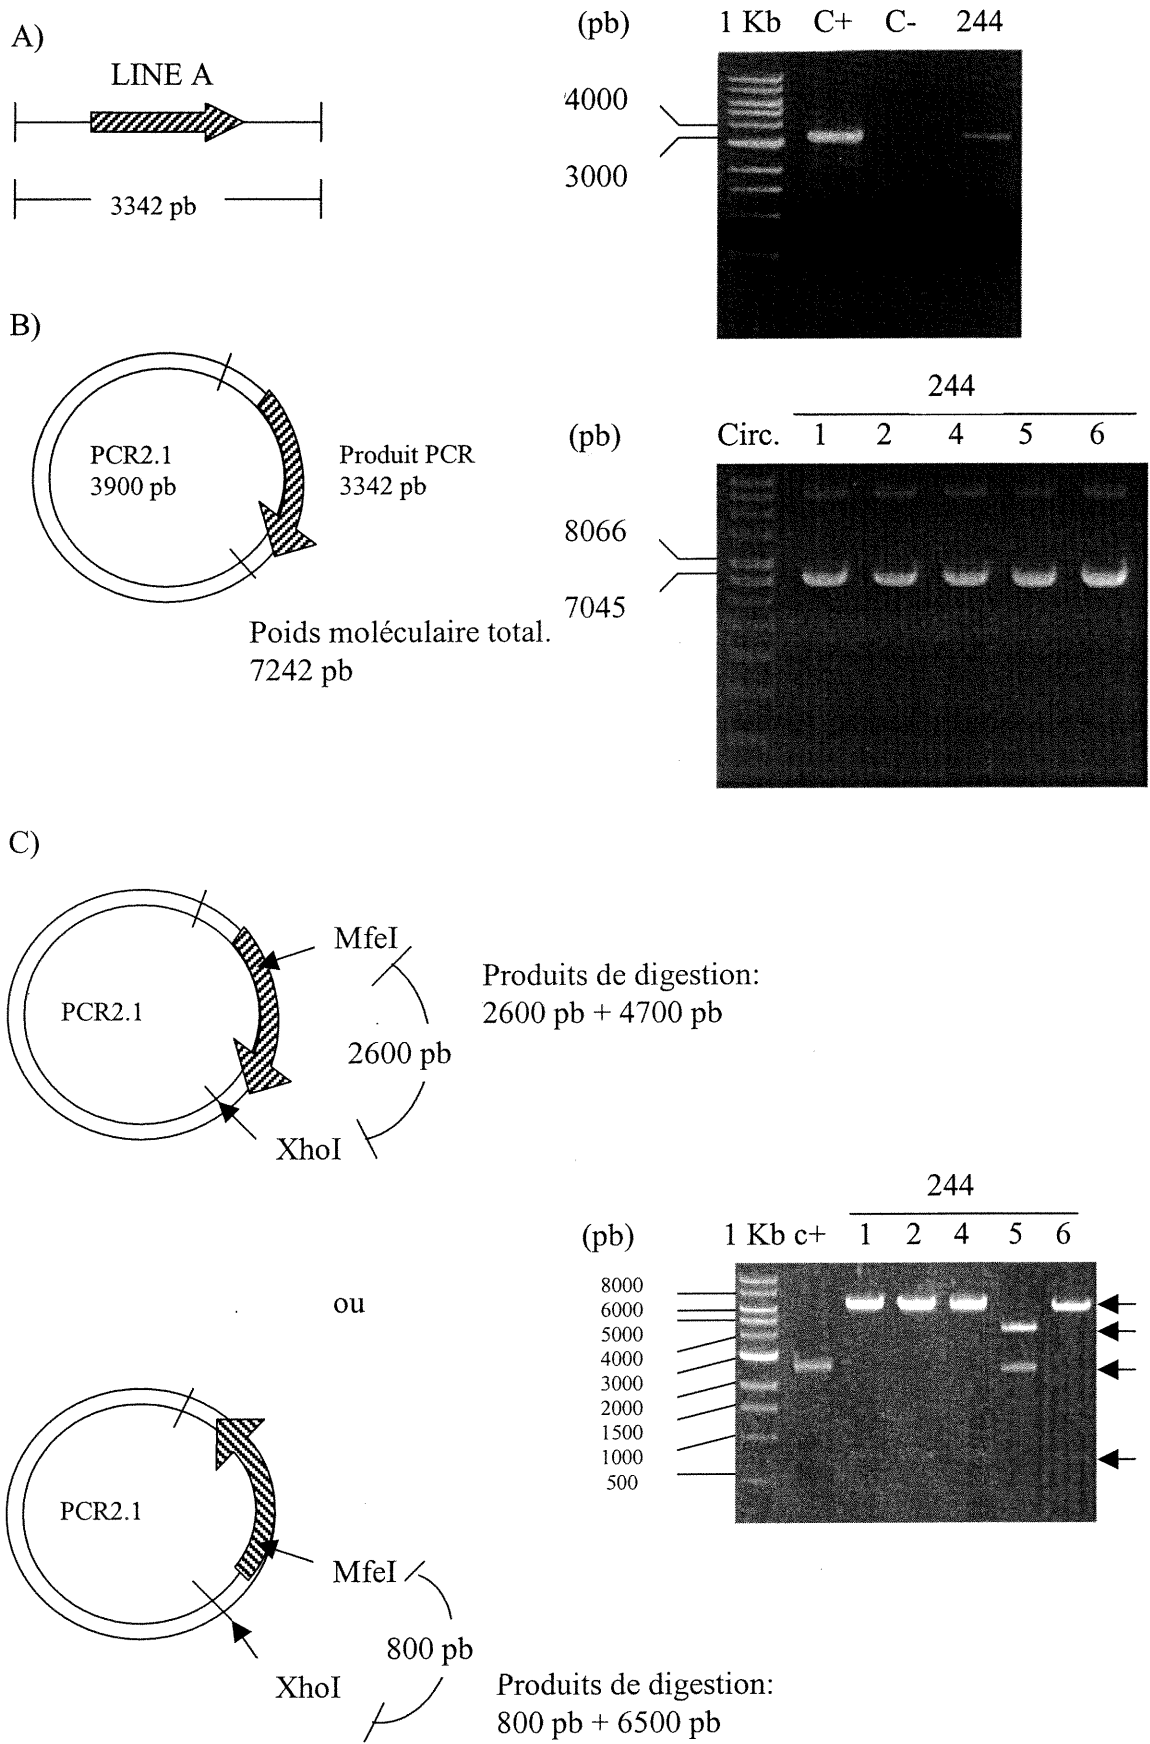 A)
LINE A
3342 pb
(pb) 1 Kb C+ C- 244
4000
3000
B)
PCR2.1
3900 pb
Produit PCR
3342 pb
Poids moléculaire total.
7242 pb
244
(pb) Circ. 1 2 4 5 6
8066
7045
C)
PCR2.1
MfeI
2600 pb
XhoI
Produits de digestion:
2600 pb + 4700 pb
ou
244
(pb) 1 Kb c+ 1 2 4 5 6
8000
6000
5000
4000
3000
2000
1500
1000
500
PCR2.1
MfeI
800 pb
XhoI
Produits de digestion:
800 pb + 6500 pb